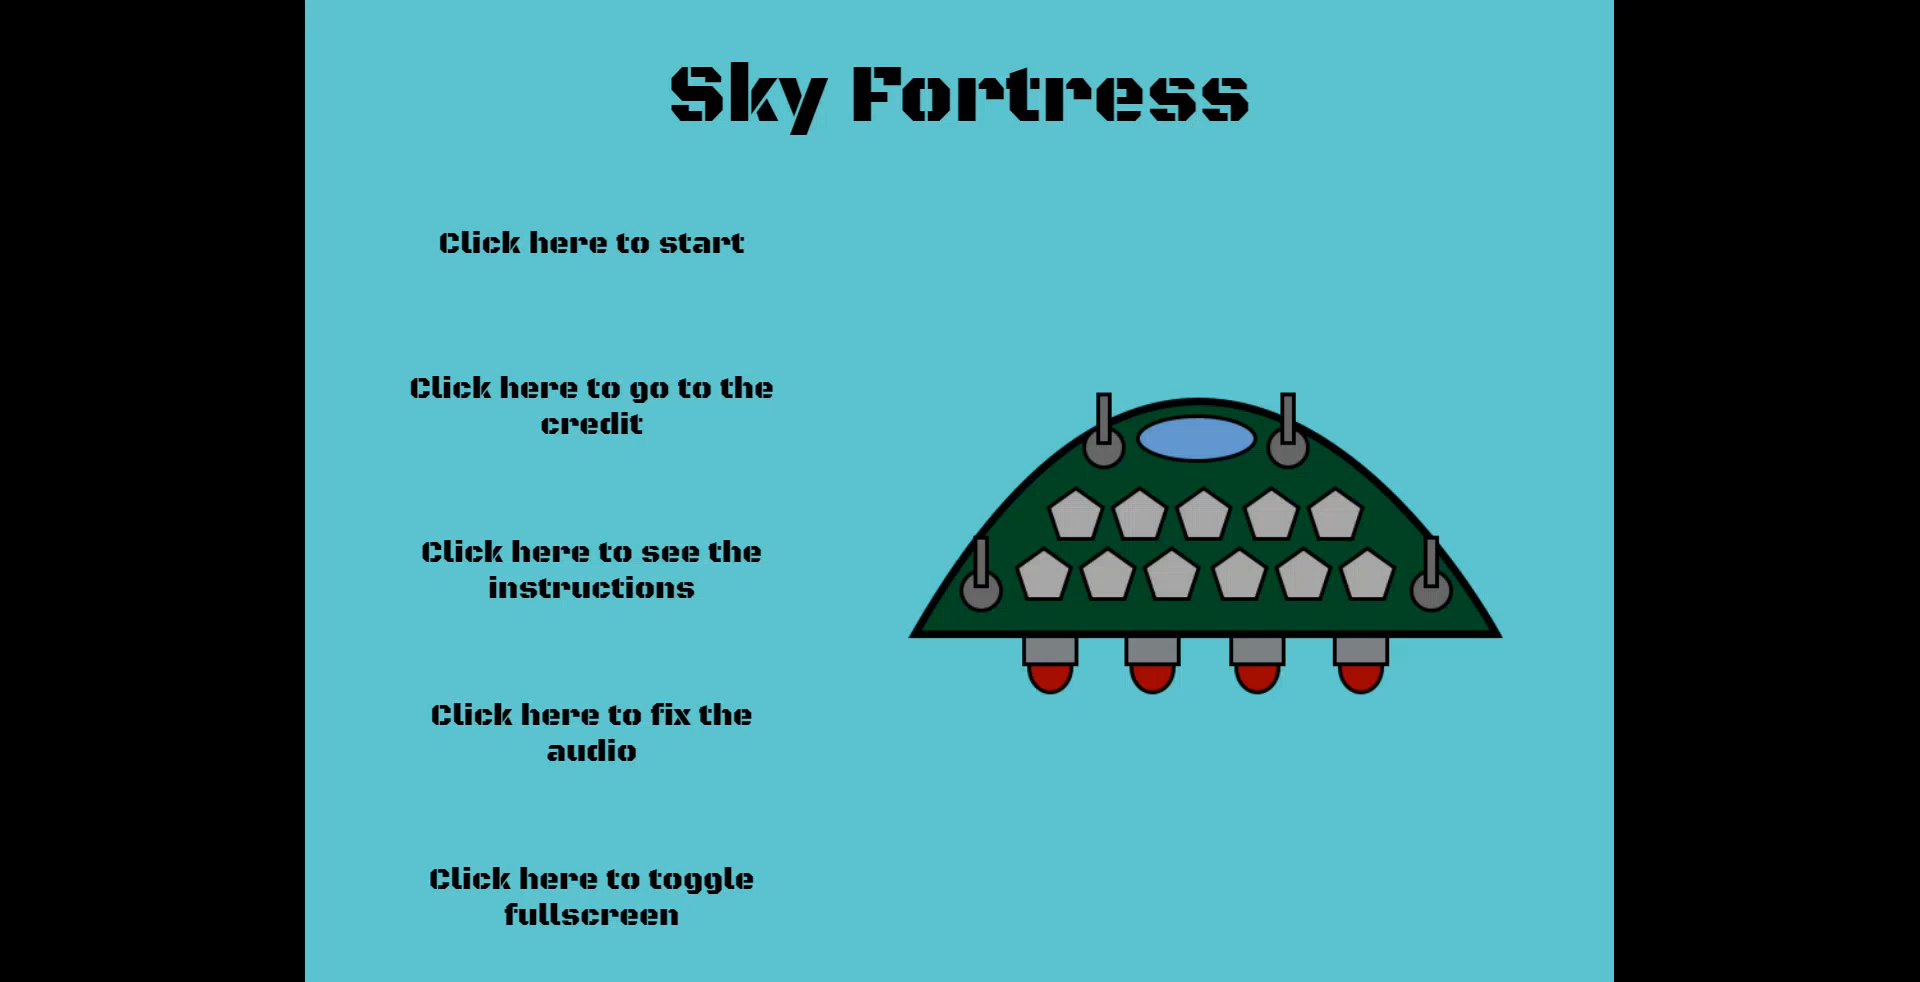 Sky Fortress
Click here to start
Click here to go to the
credit
Click here to see the
instructions
Click here to fix the
audio
Click here to toggle
fullscreen